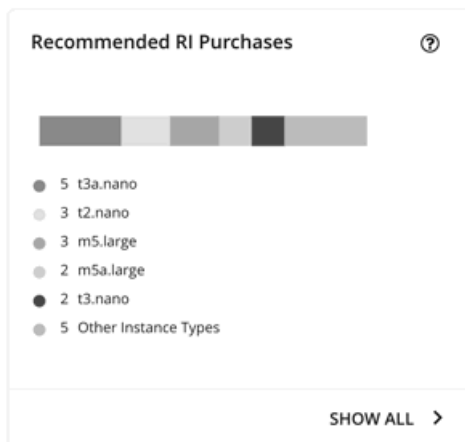 Recommended RI Purchases ?
5 t3a.nano
3 t2.nano
3 m5.large
2 m5a.large
2 t3.nano
5 Other Instance Types
SHOW ALL >